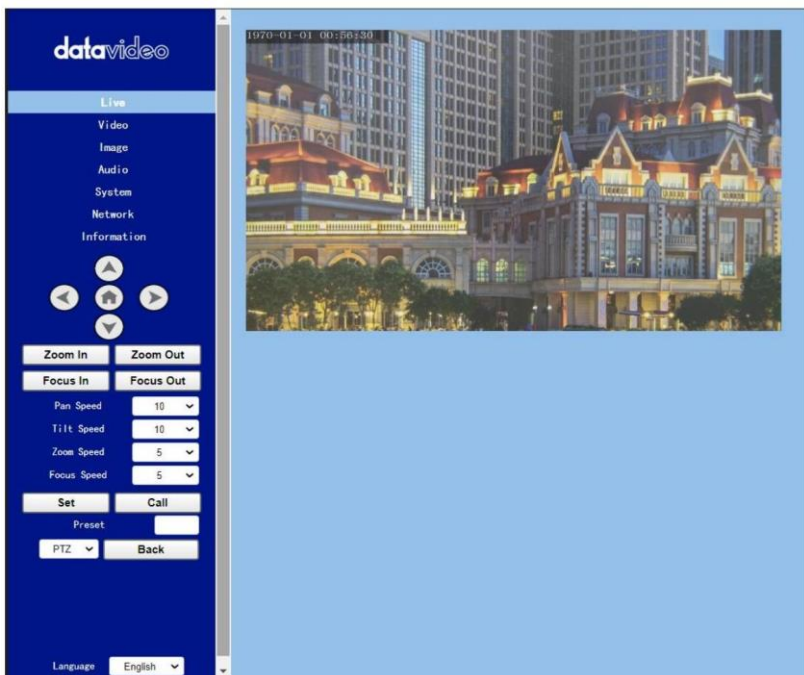 datavideo
1970-01-01 00:56:30
Live
Video
Image
Audio
System
Network
Information
Zoom In Zoom Out
Focus In Focus Out
Pan Speed 10
Tilt Speed 10
Zoom Speed 5
Focus Speed 5
Set Call
Preset
PTZ Back
Language English